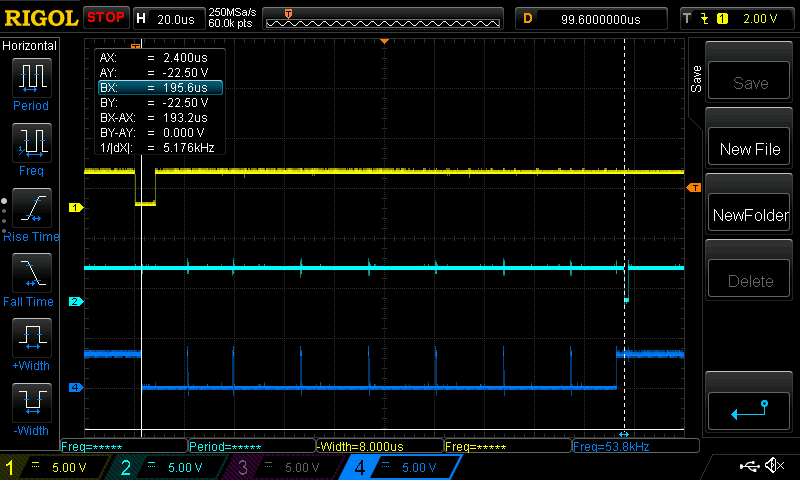 RIGOL STOP H 20.0us 250MSa/s 60.0k pts D 99.6000000us T 1 2.00 V
Horizontal
Period
Freq
Rise Time
Fall Time
+Width
-Width
T
AX: = 2.400us
AY: = -22.50 V
BX: = 195.6us
BY: = -22.50 V
BX-AX: = 193.2us
BY-AY: = 0.000 V
1/|dX|: = 5.176kHz
T
1
2
4
Save
Save
New File
NewFolder
Delete
Freq=***** Period=***** -Width=8.000us Freq=***** Freq=53.8kHz
1 5.00 V 2 5.00 V 3 5.00 V 4 5.00 V